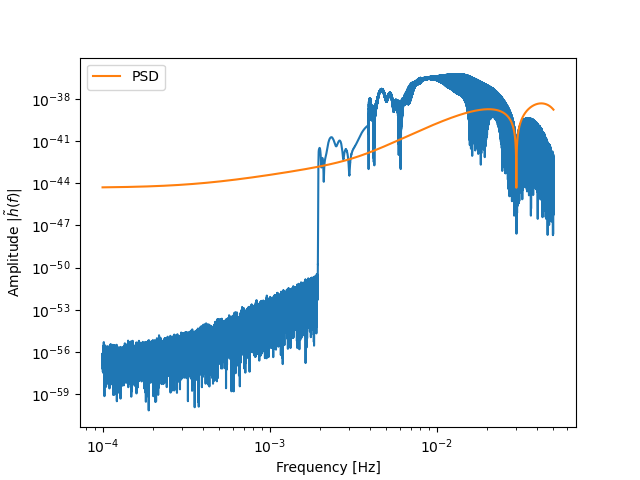 PSD
10⁻³⁸
10⁻⁴¹
10⁻⁴⁴
10⁻⁴⁷
10⁻⁵⁰
10⁻⁵³
10⁻⁵⁶
10⁻⁵⁹
Amplitude |h̃(f)|
10⁻⁴ 10⁻³ 10⁻²
Frequency [Hz]